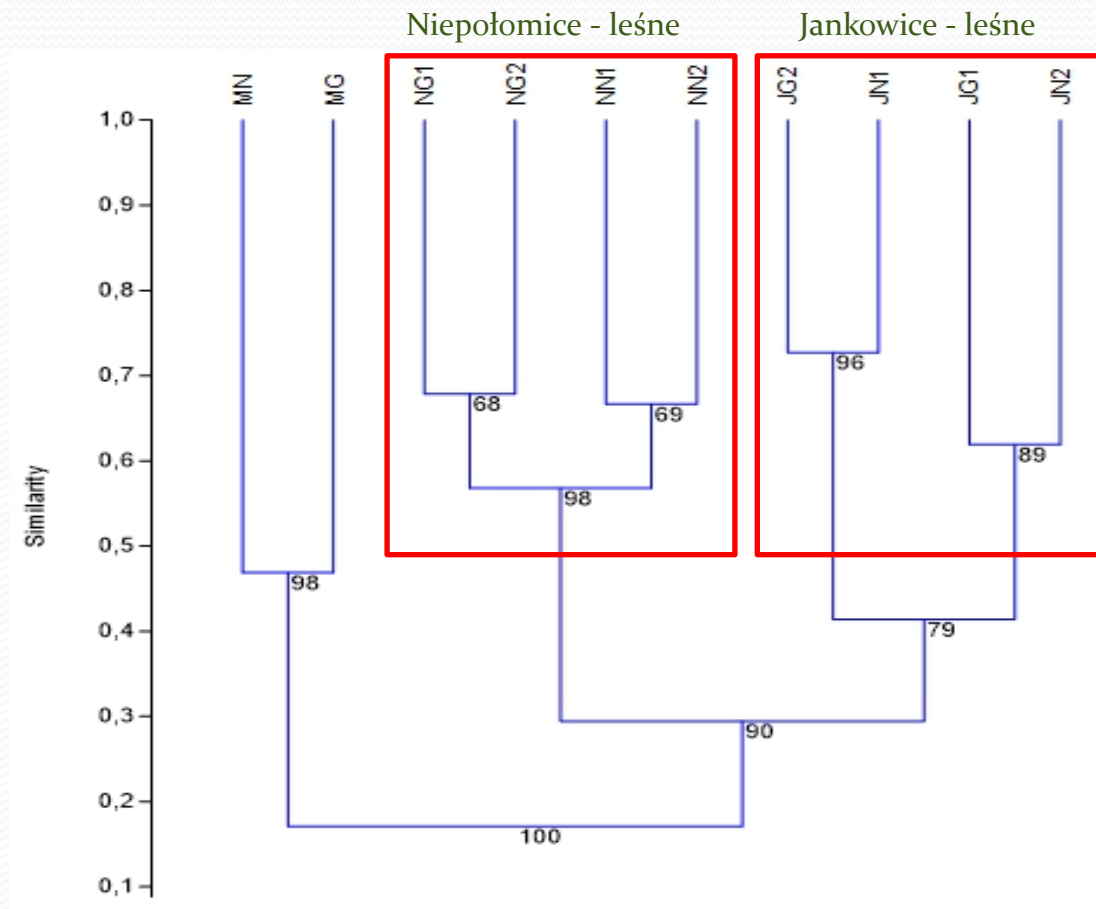 Niepołomice - leśne
Jankowice - leśne
MN
MG
NG1
NG2
NN1
NN2
JG2
JN1
JG1
JN2
1,0
0,9
0,8
0,7
0,6
0,5
0,4
0,3
0,2
0,1
Similarity
96
68
69
89
98
98
79
90
100